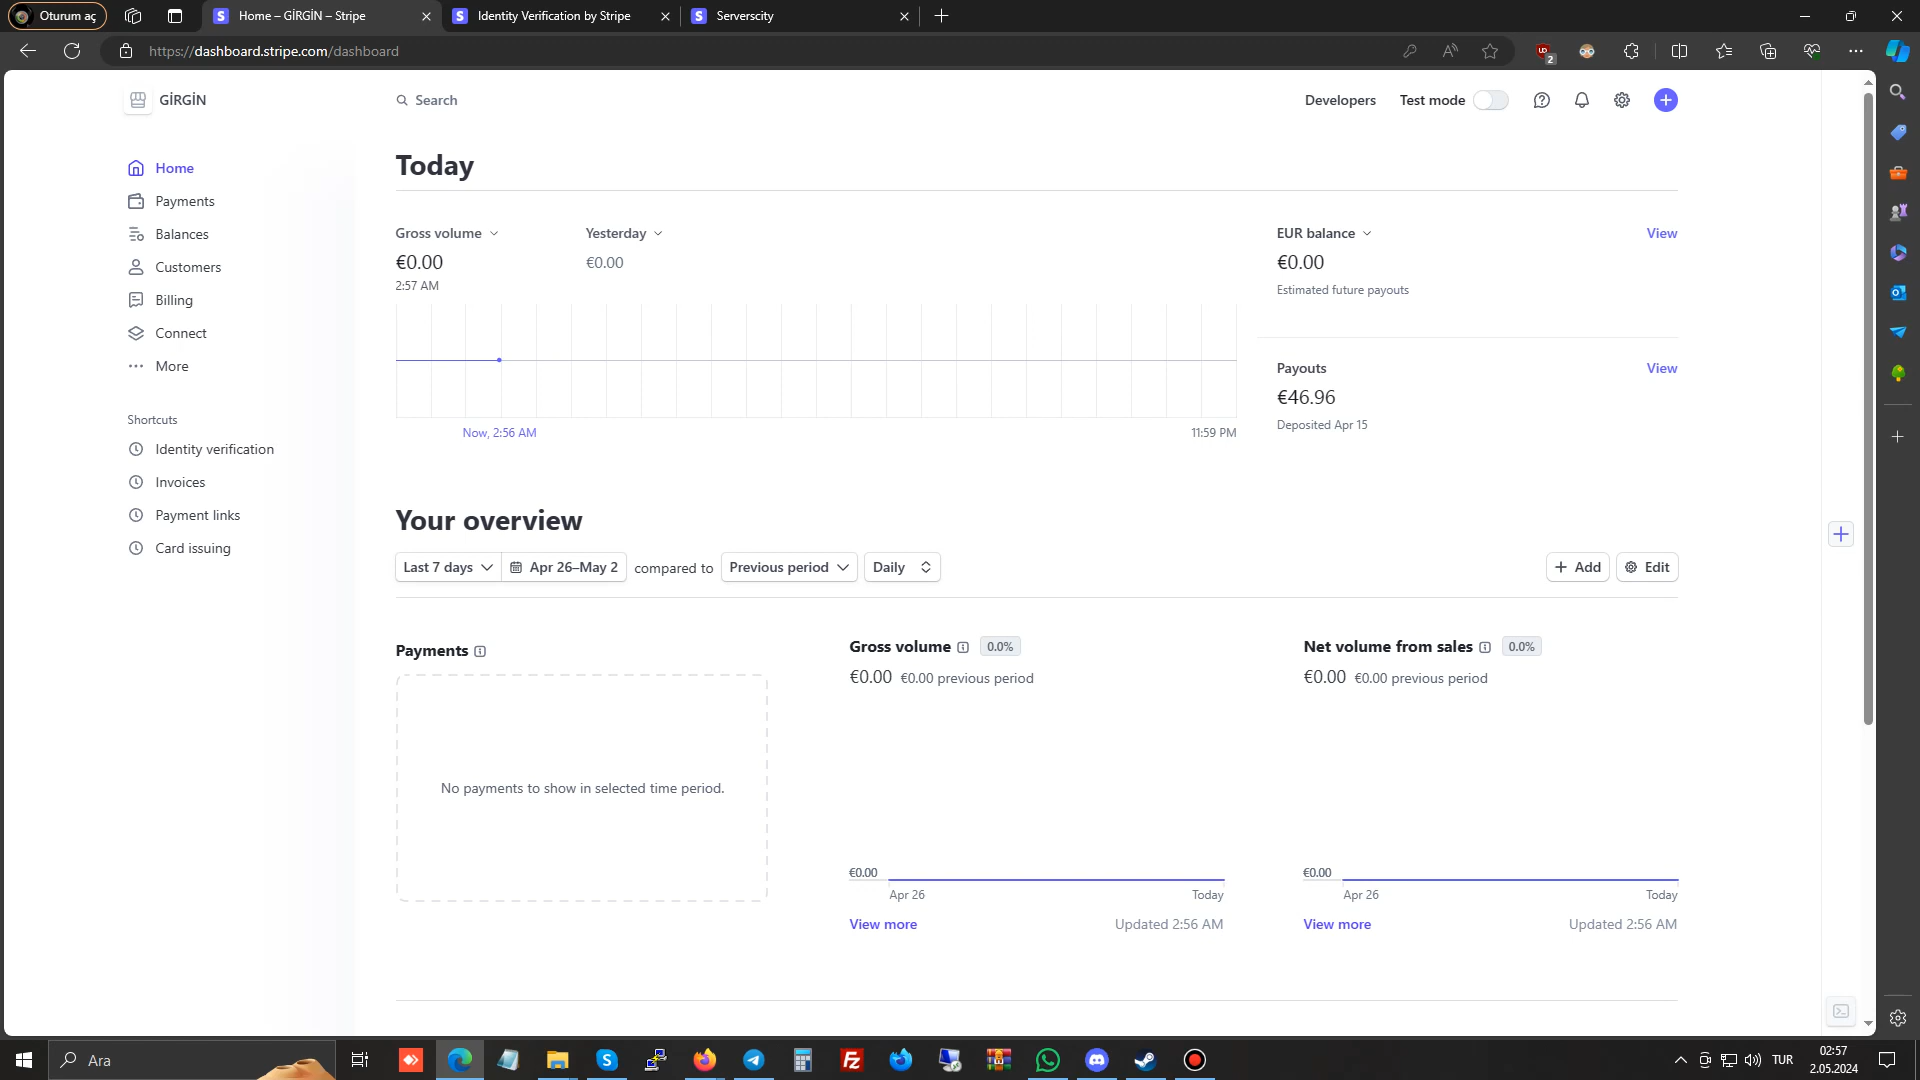 Oturum aç
Home – GİRGİN – Stripe
Identity Verification by Stripe
Serverscity
https://dashboard.stripe.com/dashboard
2
GİRGİN
Search
Developers
Test mode
Home
Payments
Balances
Customers
Billing
Connect
More
Shortcuts
Identity verification
Invoices
Payment links
Card issuing
Today
Gross volume
€0.00
2:57 AM
Yesterday
€0.00
Now, 2:56 AM
11:59 PM
EUR balance
View
€0.00
Estimated future payouts
Payouts
View
€46.96
Deposited Apr 15
Your overview
Last 7 days
Apr 26–May 2
compared to
Previous period
Daily
Add
Edit
Payments
No payments to show in selected time period.
Gross volume
0.0%
€0.00 €0.00 previous period
€0.00
Apr 26
Today
View more
Updated 2:56 AM
Net volume from sales
0.0%
€0.00 €0.00 previous period
€0.00
Apr 26
Today
View more
Updated 2:56 AM
Ara
TUR
02:57
2.05.2024